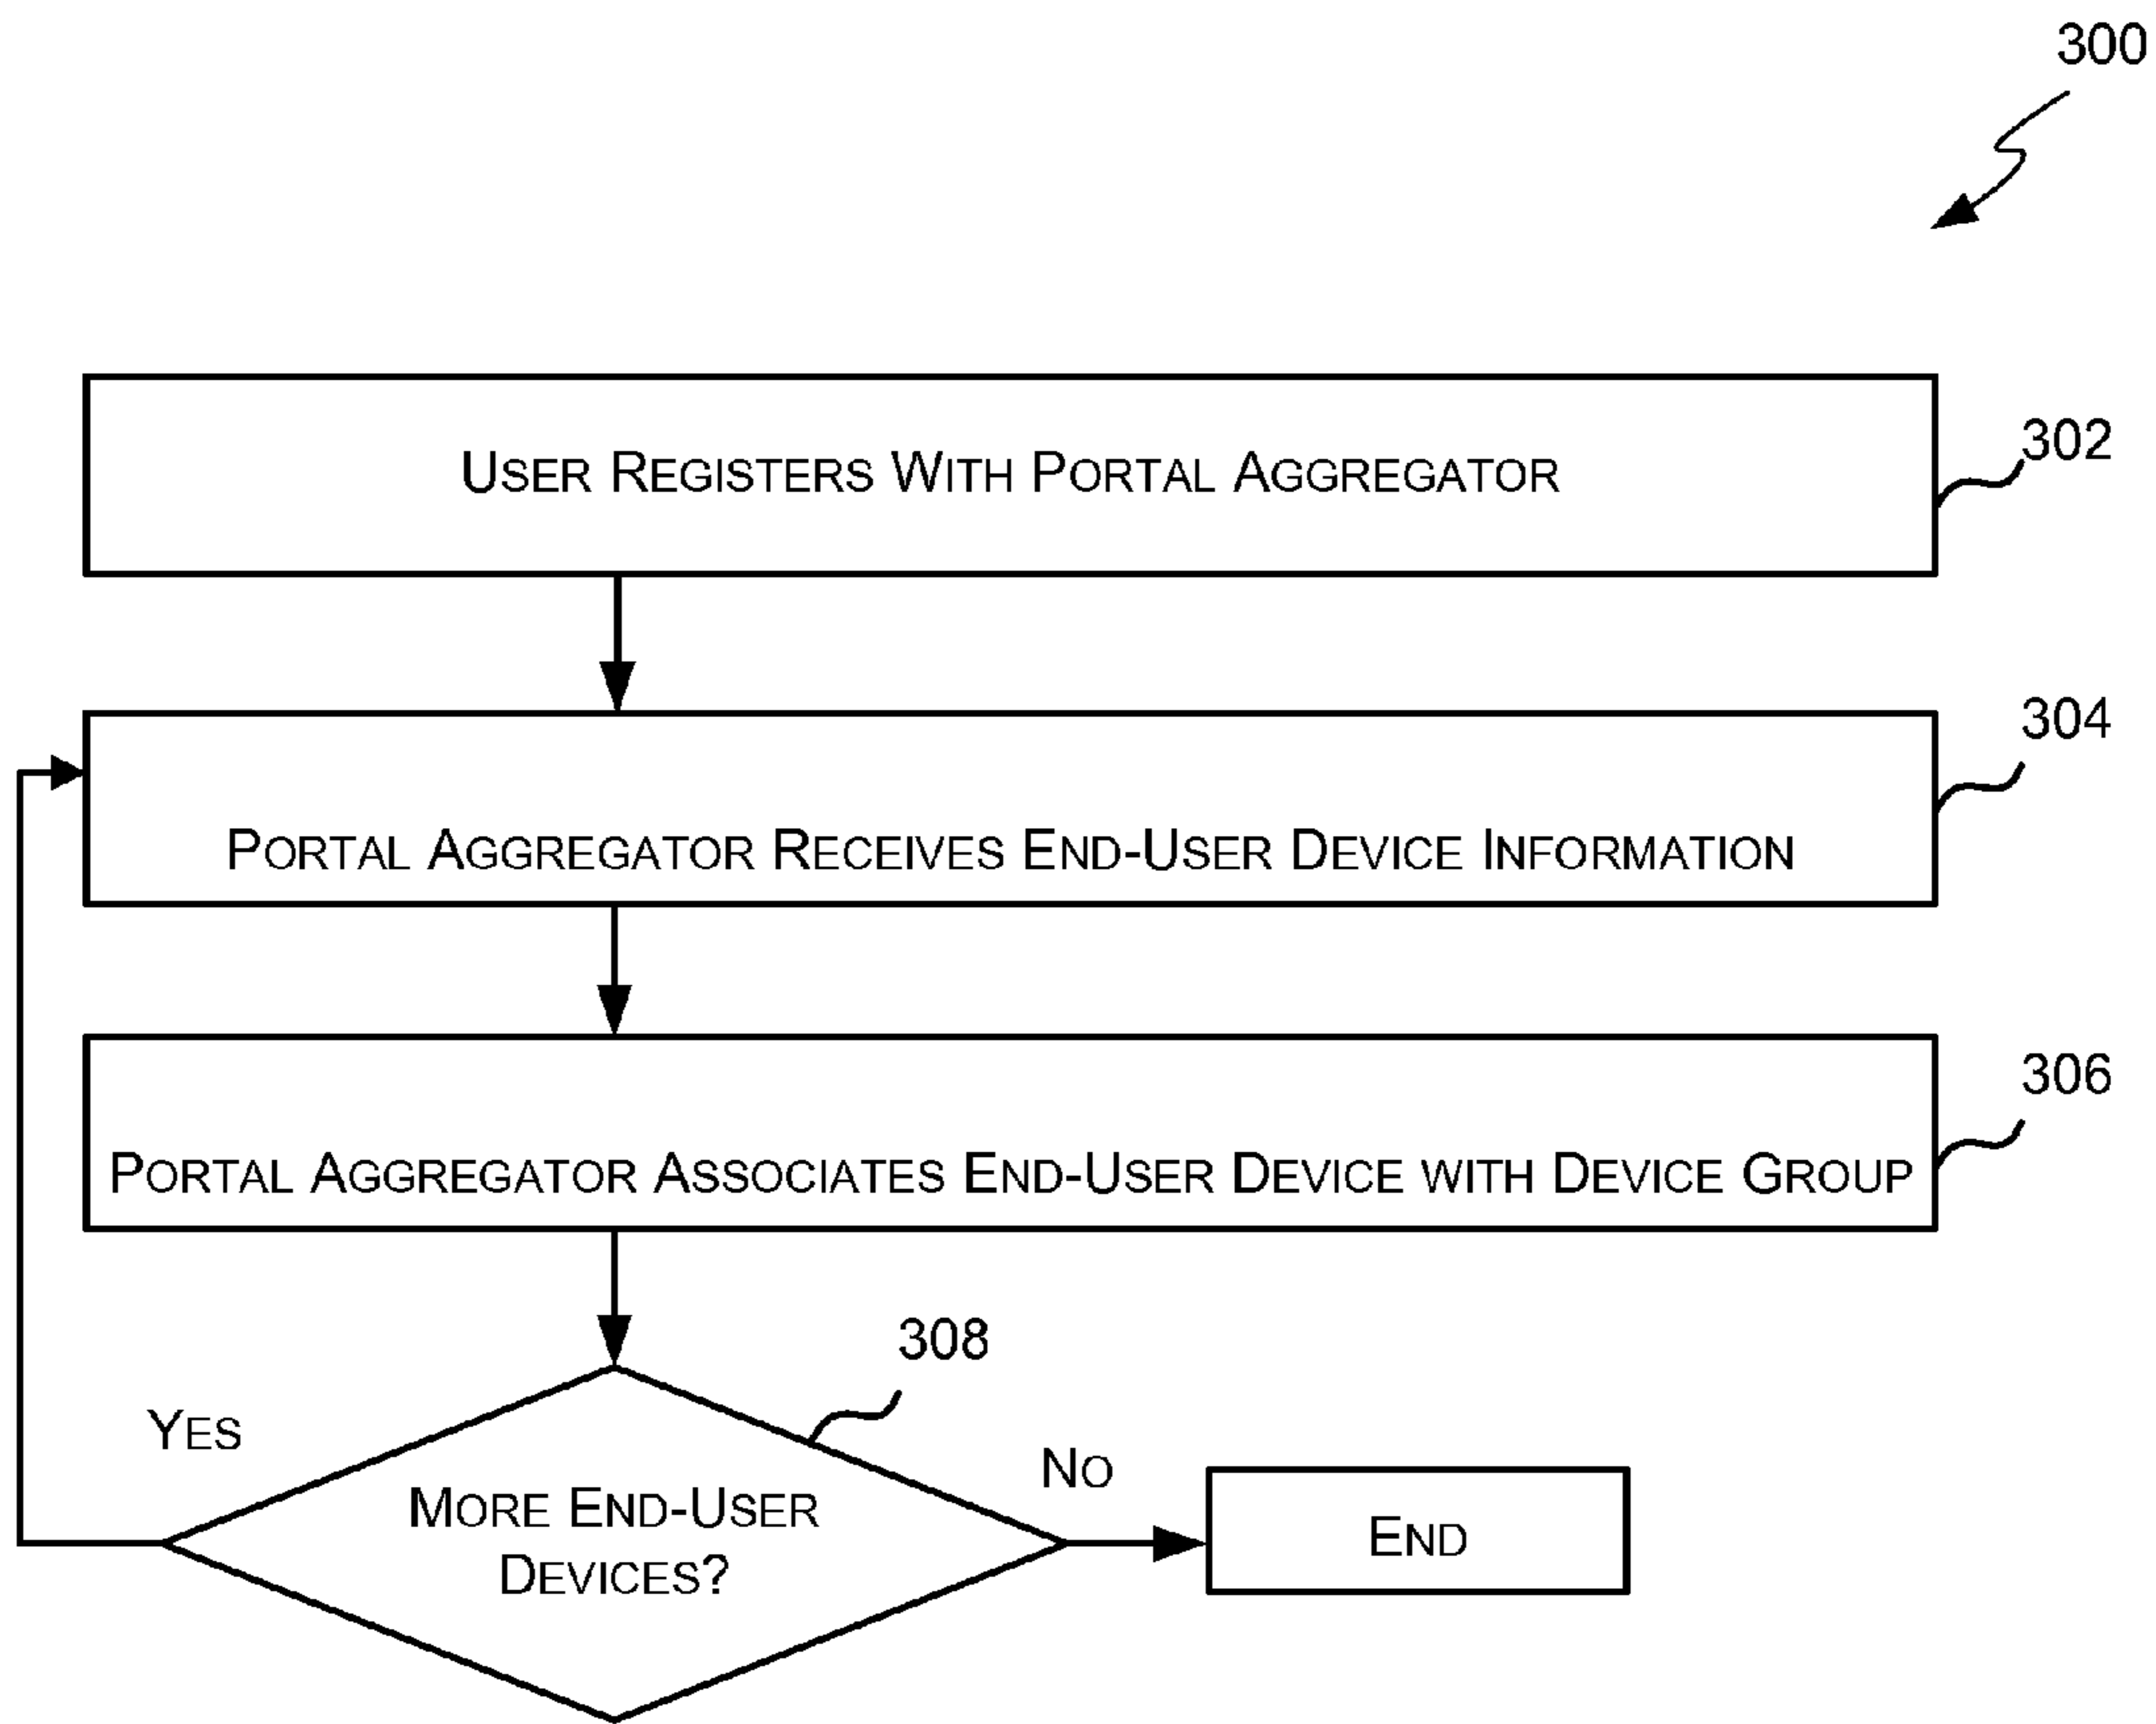 300
User Registers With Portal Aggregator
302
304
Portal Aggregator Receives End-User Device Information
306
Portal Aggregator Associates End-User Device with Device Group
308
Yes
No
More End-User
Devices?
End